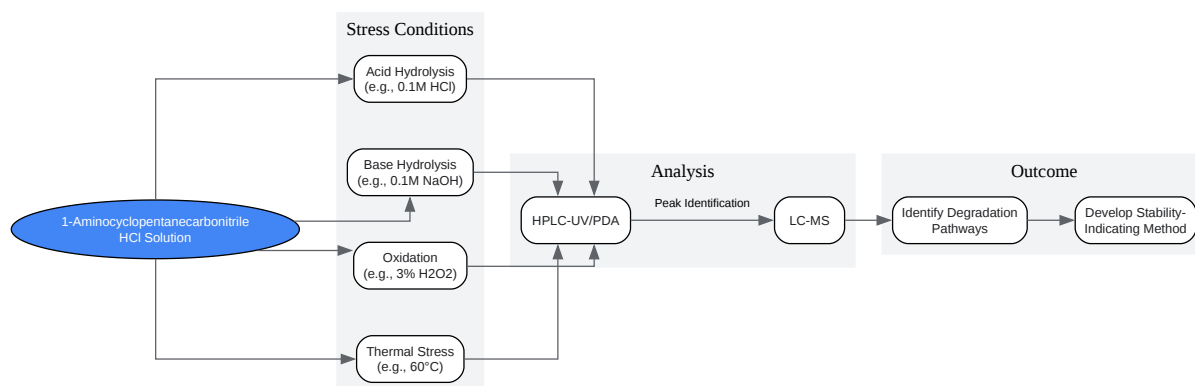 Stress Conditions
Acid Hydrolysis
(e.g., 0.1M HCl)
Base Hydrolysis
(e.g., 0.1M NaOH)
Analysis
Outcome
1-Aminocyclopentanecarbonitrile
HCl Solution
HPLC-UV/PDA
Peak Identification
LC-MS
Identify Degradation
Pathways
Develop Stability-
Indicating Method
Oxidation
(e.g., 3% H2O2)
Thermal Stress
(e.g., 60°C)